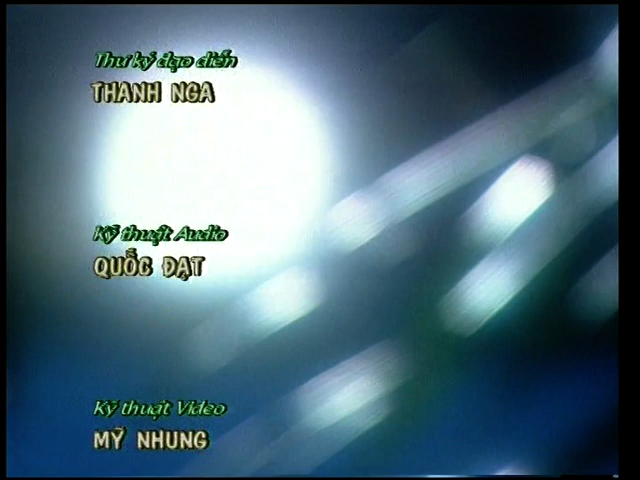 Thư ký đạo diễn
THANH NGA
Kỹ thuật Audio
QUỐC ĐẠT
Kỹ thuật Video
MỸ NHUNG